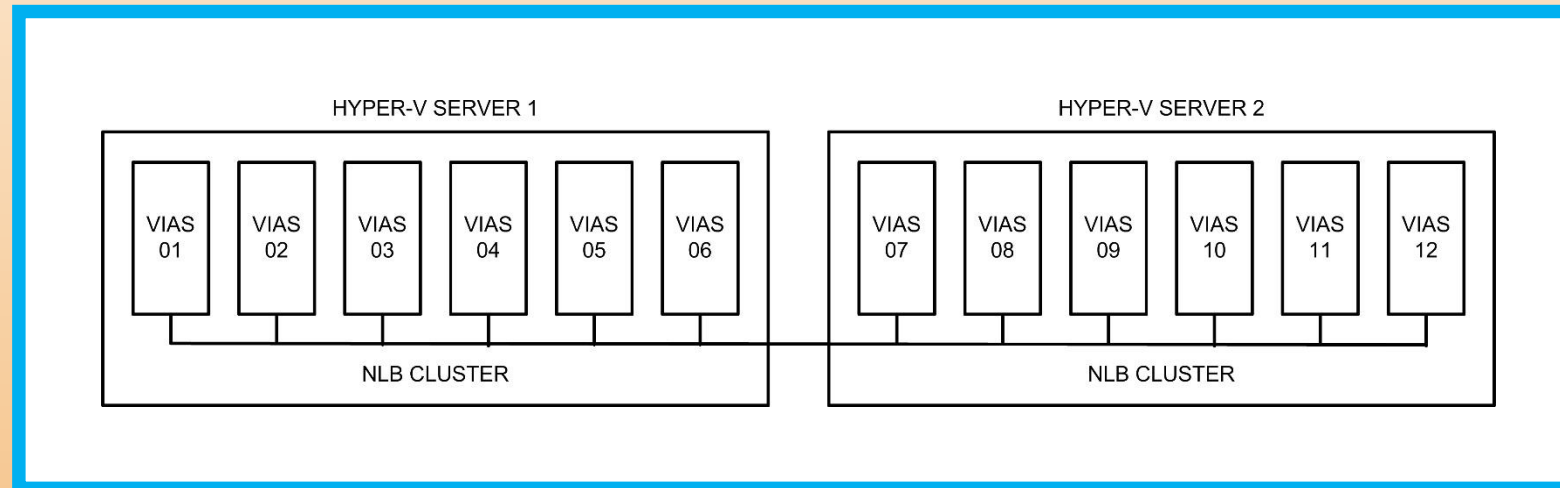 HYPER-V SERVER 1
HYPER-V SERVER 2
VIAS
01
VIAS
02
VIAS
03
VIAS
04
VIAS
05
VIAS
06
VIAS
07
VIAS
08
VIAS
09
VIAS
10
VIAS
11
VIAS
12
NLB CLUSTER
NLB CLUSTER